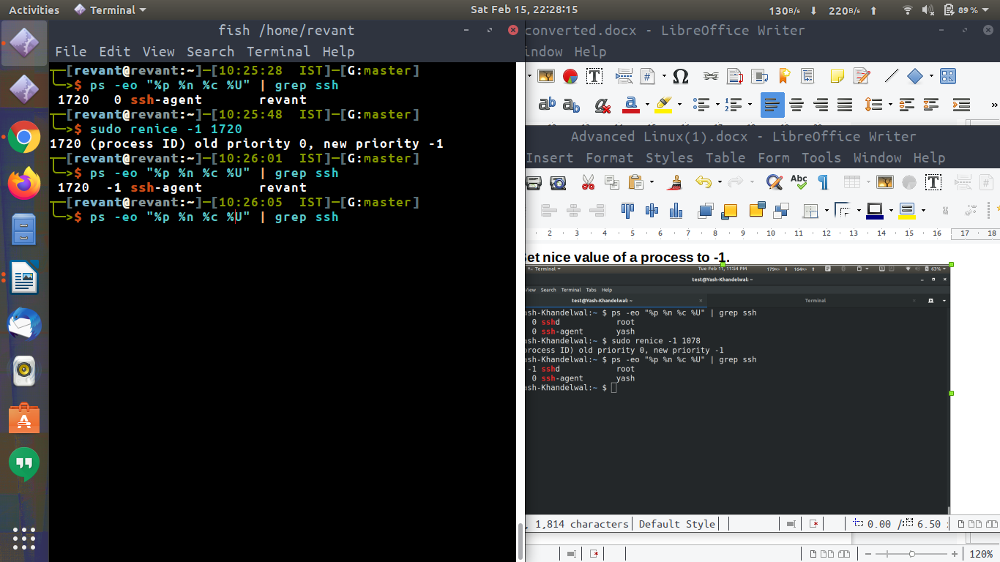 Activities Terminal Sat Feb 15, 22:28:15 130B/s 220B/s 89%
fish /home/revant
File Edit View Search Terminal Help
[revant@revant:~]─[10:25:28 IST]─[G:master]
>$ ps -eo "%p %n %c %U" | grep ssh
1720 0 ssh-agent revant
[revant@revant:~]─[10:25:48 IST]─[G:master]
>$ sudo renice -1 1720
1720 (process ID) old priority 0, new priority -1
[revant@revant:~]─[10:26:01 IST]─[G:master]
>$ ps -eo "%p %n %c %U" | grep ssh
1720 -1 ssh-agent revant
[revant@revant:~]─[10:26:05 IST]─[G:master]
>$ ps -eo "%p %n %c %U" | grep ssh
converted.docx - LibreOffice Writer
indow Help
Advanced Linux(1).docx - LibreOffice Writer
Insert Format Styles Table Form Tools Window Help
Abc
2 3 4 5 6 7 8 9 10 11 12 13 14 15 16 17 18
et nice value of a process to -1.
Terminal Tue Feb 11, 11:54 PM 63%
test@Yash-Khandelwal: ~
View Search Terminal Tabs Help
test@Yash-Khandelwal: ~ Terminal
ash-Khandelwal:~ $ ps -eo "%p %n %c %U" | grep ssh
0 sshd root
0 ssh-agent yash
ash-Khandelwal:~ $ sudo renice -1 1078
process ID) old priority 0, new priority -1
ash-Khandelwal:~ $ ps -eo "%p %n %c %U" | grep ssh
-1 sshd root
0 ssh-agent yash
ash-Khandelwal:~ $
, 1,814 characters Default Style 0.00 / 6.50
120%